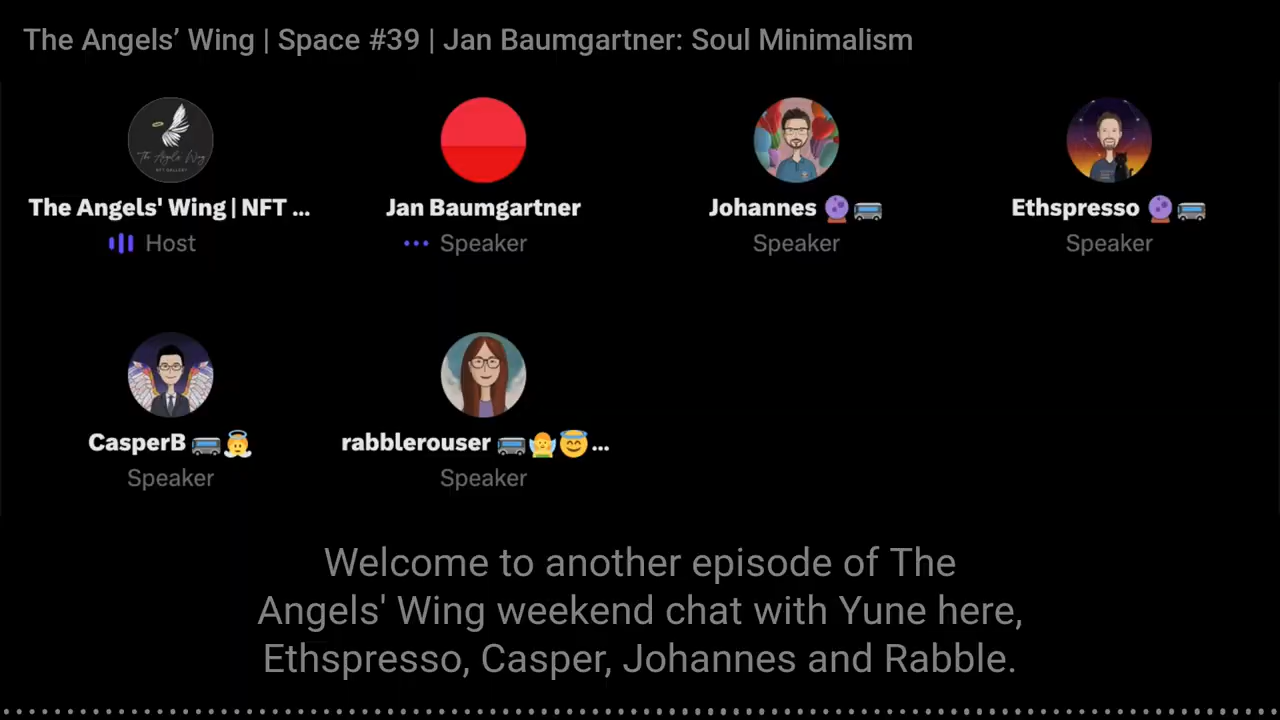 The Angels’ Wing | Space #39 | Jan Baumgartner: Soul Minimalism
The Angels' Wing | NFT ...
Host
Jan Baumgartner
Speaker
Johannes 🔮🚌
Speaker
Ethspresso 🔮🚌
Speaker
CasperB 🚌👼
Speaker
rabblerouser 🚌🧚😇...
Speaker
Welcome to another episode of The
Angels' Wing weekend chat with Yune here,
Ethspresso, Casper, Johannes and Rabble.